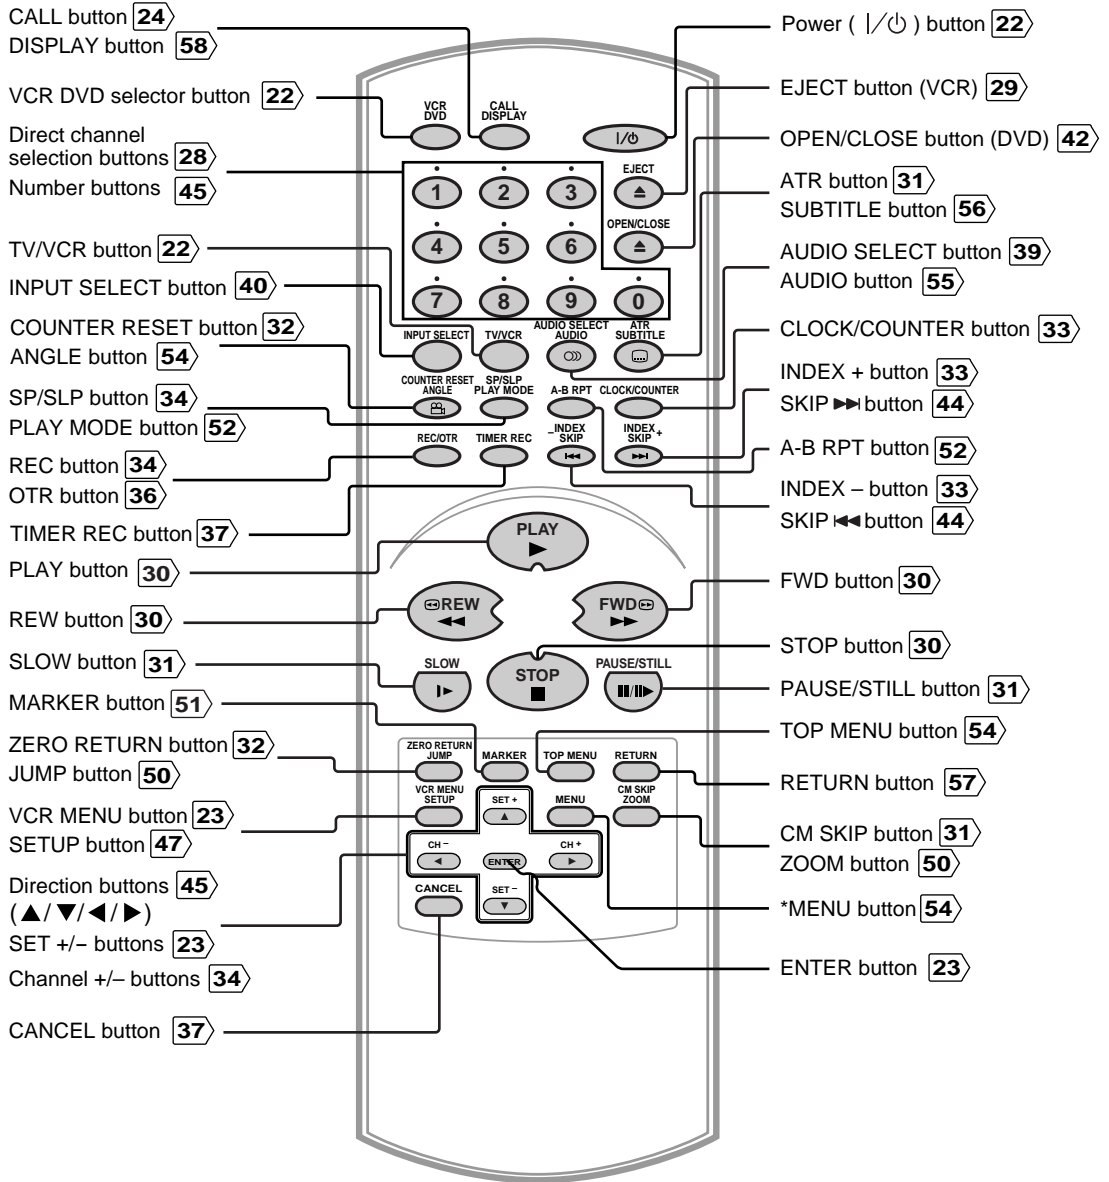 CALL button 24
DISPLAY button 58
VCR DVD selector button 22
Direct channel
selection buttons 28
Number buttons 45
TV/VCR button 22
INPUT SELECT button 40
COUNTER RESET button 32
ANGLE button 54
SP/SLP button 34
PLAY MODE button 52
REC button 34
OTR button 36
TIMER REC button 37
PLAY button 30
REW button 30
SLOW button 31
MARKER button 51
ZERO RETURN button 32
JUMP button 50
VCR MENU button 23
SETUP button 47
Direction buttons 45
(▲/▼/◀/▶)
SET +/– buttons 23
Channel +/– buttons 34
CANCEL button 37
VCR
DVD
CALL
DISPLAY
I/⏻
1 2 3
EJECT
4 5 6
OPEN/CLOSE
7 8 9 0
INPUT SELECT
TV/VCR
AUDIO SELECT
AUDIO
ATR
SUBTITLE
COUNTER RESET
ANGLE
SP/SLP
PLAY MODE
A-B RPT
CLOCK/COUNTER
REC/OTR
TIMER REC
– INDEX
SKIP
INDEX +
SKIP
PLAY
REW
FWD
SLOW
STOP
PAUSE/STILL
ZERO RETURN
JUMP
MARKER
TOP MENU
RETURN
VCR MENU
SETUP
SET +
MENU
CM SKIP
ZOOM
CH –
ENTER
CH +
CANCEL
SET –
Power ( I/⏻ ) button 22
EJECT button (VCR) 29
OPEN/CLOSE button (DVD) 42
ATR button 31
SUBTITLE button 56
AUDIO SELECT button 39
AUDIO button 55
CLOCK/COUNTER button 33
INDEX + button 33
SKIP ▶▶| button 44
A-B RPT button 52
INDEX – button 33
SKIP |◀◀ button 44
FWD button 30
STOP button 30
PAUSE/STILL button 31
TOP MENU button 54
RETURN button 57
CM SKIP button 31
ZOOM button 50
*MENU button 54
ENTER button 23